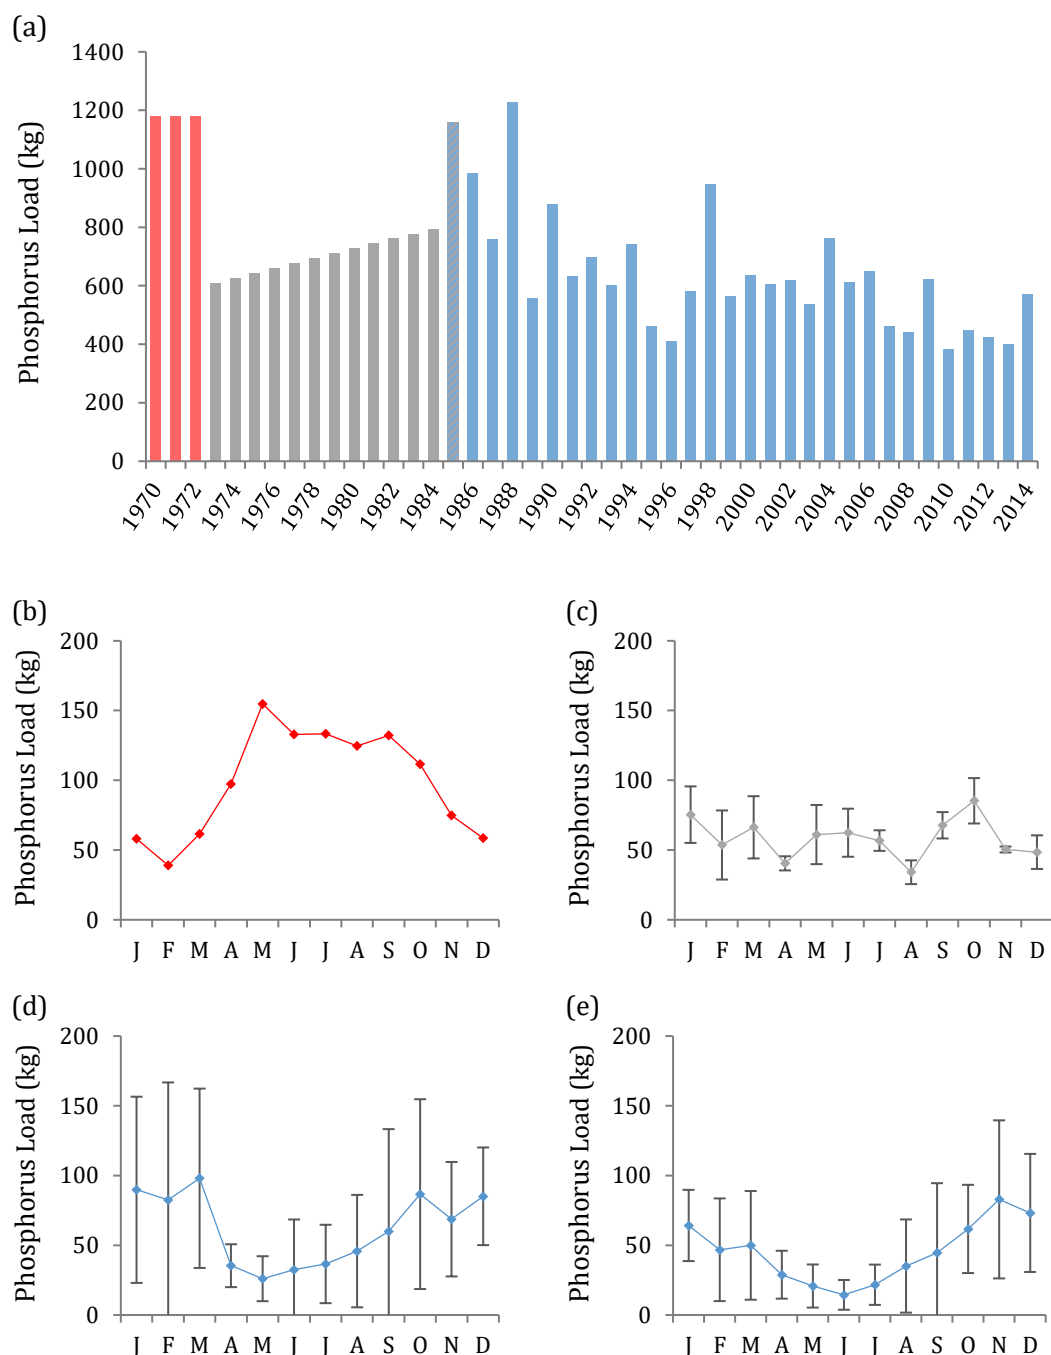 (a)
Phosphorus Load (kg)
1400
1200
1000
800
600
400
200
0
1970 1972 1974 1976 1978 1980 1982 1984 1986 1988 1990 1992 1994 1996 1998 2000 2002 2004 2006 2008 2010 2012 2014
(b)
Phosphorus Load (kg)
200
150
100
50
0
J F M A M J J A S O N D
(c)
Phosphorus Load (kg)
200
150
100
50
0
J F M A M J J A S O N D
(d)
Phosphorus Load (kg)
200
150
100
50
0
J F M A M J J A S O N D
(e)
Phosphorus Load (kg)
200
150
100
50
0
J F M A M J J A S O N D